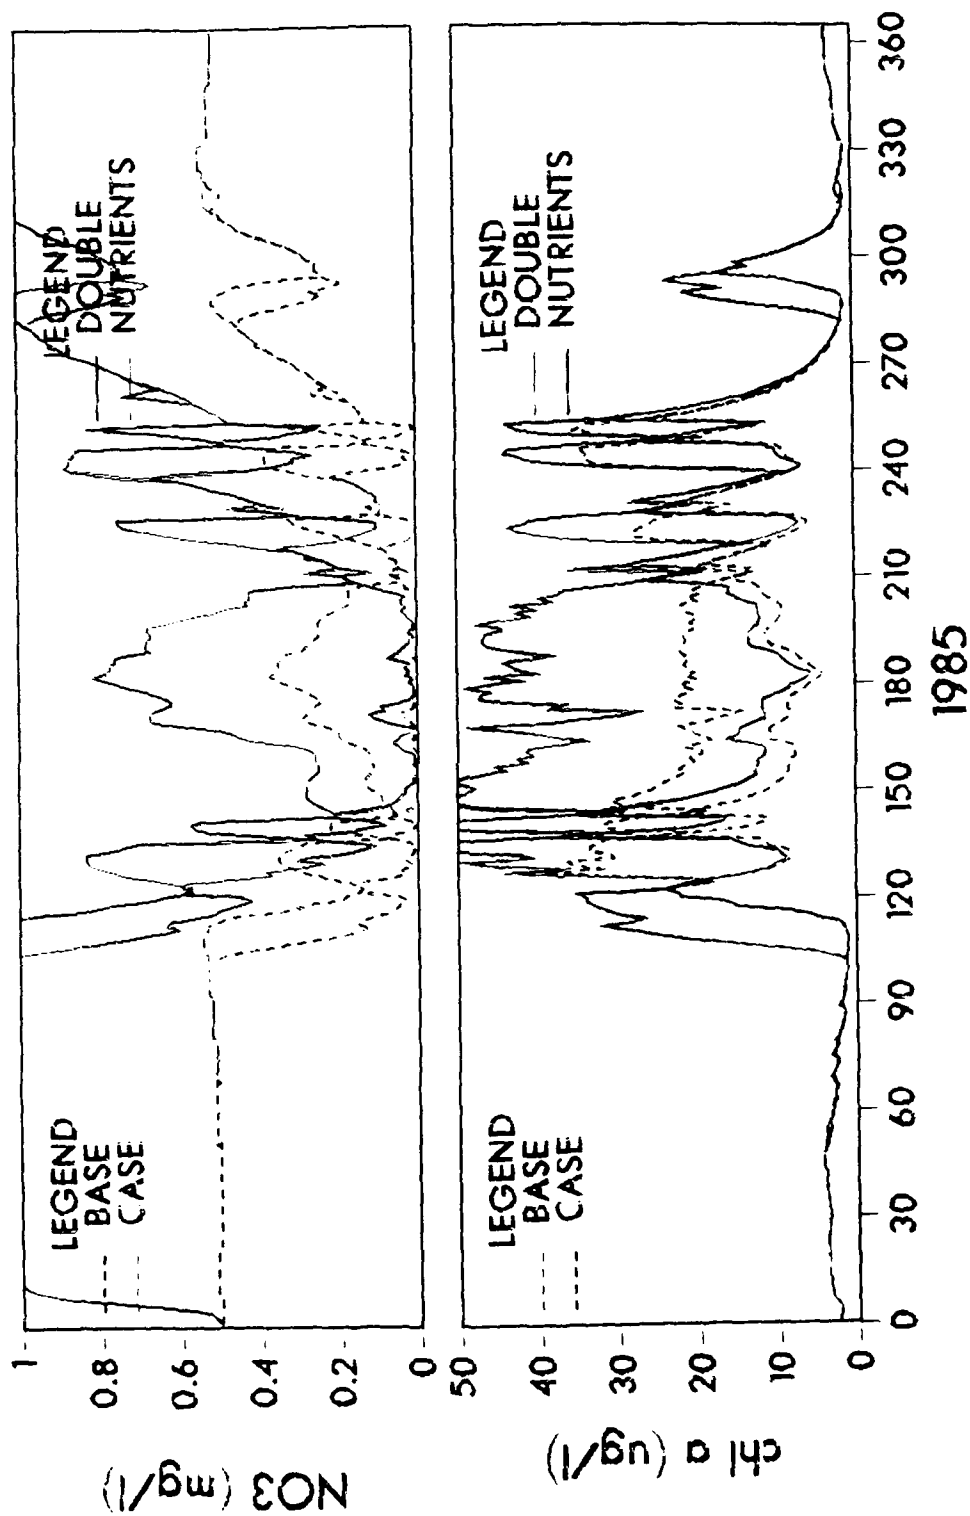 NO3 (mg/l)
1
0.8
0.6
0.4
0.2
0
LEGEND
BASE
CASE
LEGEND
DOUBLE
NUTRIENTS
chl a (ug/l)
50
40
30
20
10
0
LEGEND
BASE
CASE
LEGEND
DOUBLE
NUTRIENTS
0 30 60 90 120 150 180 210 240 270 300 330 360
1985